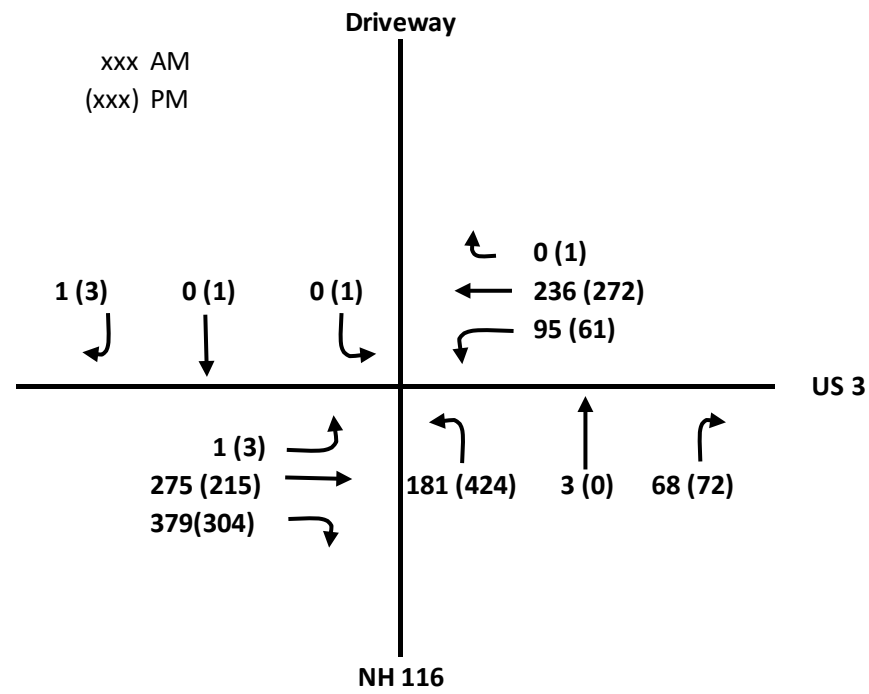 Driveway
xxx AM
(xxx) PM
0 (1)
1 (3) 0 (1) 0 (1) 236 (272)
95 (61)
US 3
1 (3)
275 (215) 181 (424) 3 (0) 68 (72)
379(304)
NH 116